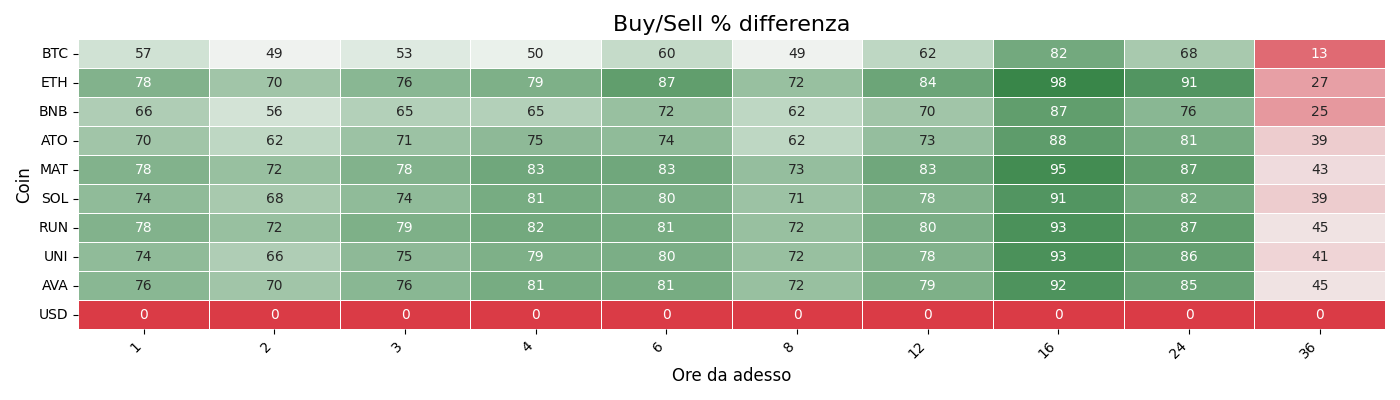 Buy/Sell % differenza
Coin
BTC 57 49 53 50 60 49 62 82 68 13
ETH 78 70 76 79 87 72 84 98 91 27
BNB 66 56 65 65 72 62 70 87 76 25
ATO 70 62 71 75 74 62 73 88 81 39
MAT 78 72 78 83 83 73 83 95 87 43
SOL 74 68 74 81 80 71 78 91 82 39
RUN 78 72 79 82 81 72 80 93 87 45
UNI 74 66 75 79 80 72 78 93 86 41
AVA 76 70 76 81 81 72 79 92 85 45
USD 0 0 0 0 0 0 0 0 0 0
1 2 3 4 6 8 12 16 24 36
Ore da adesso